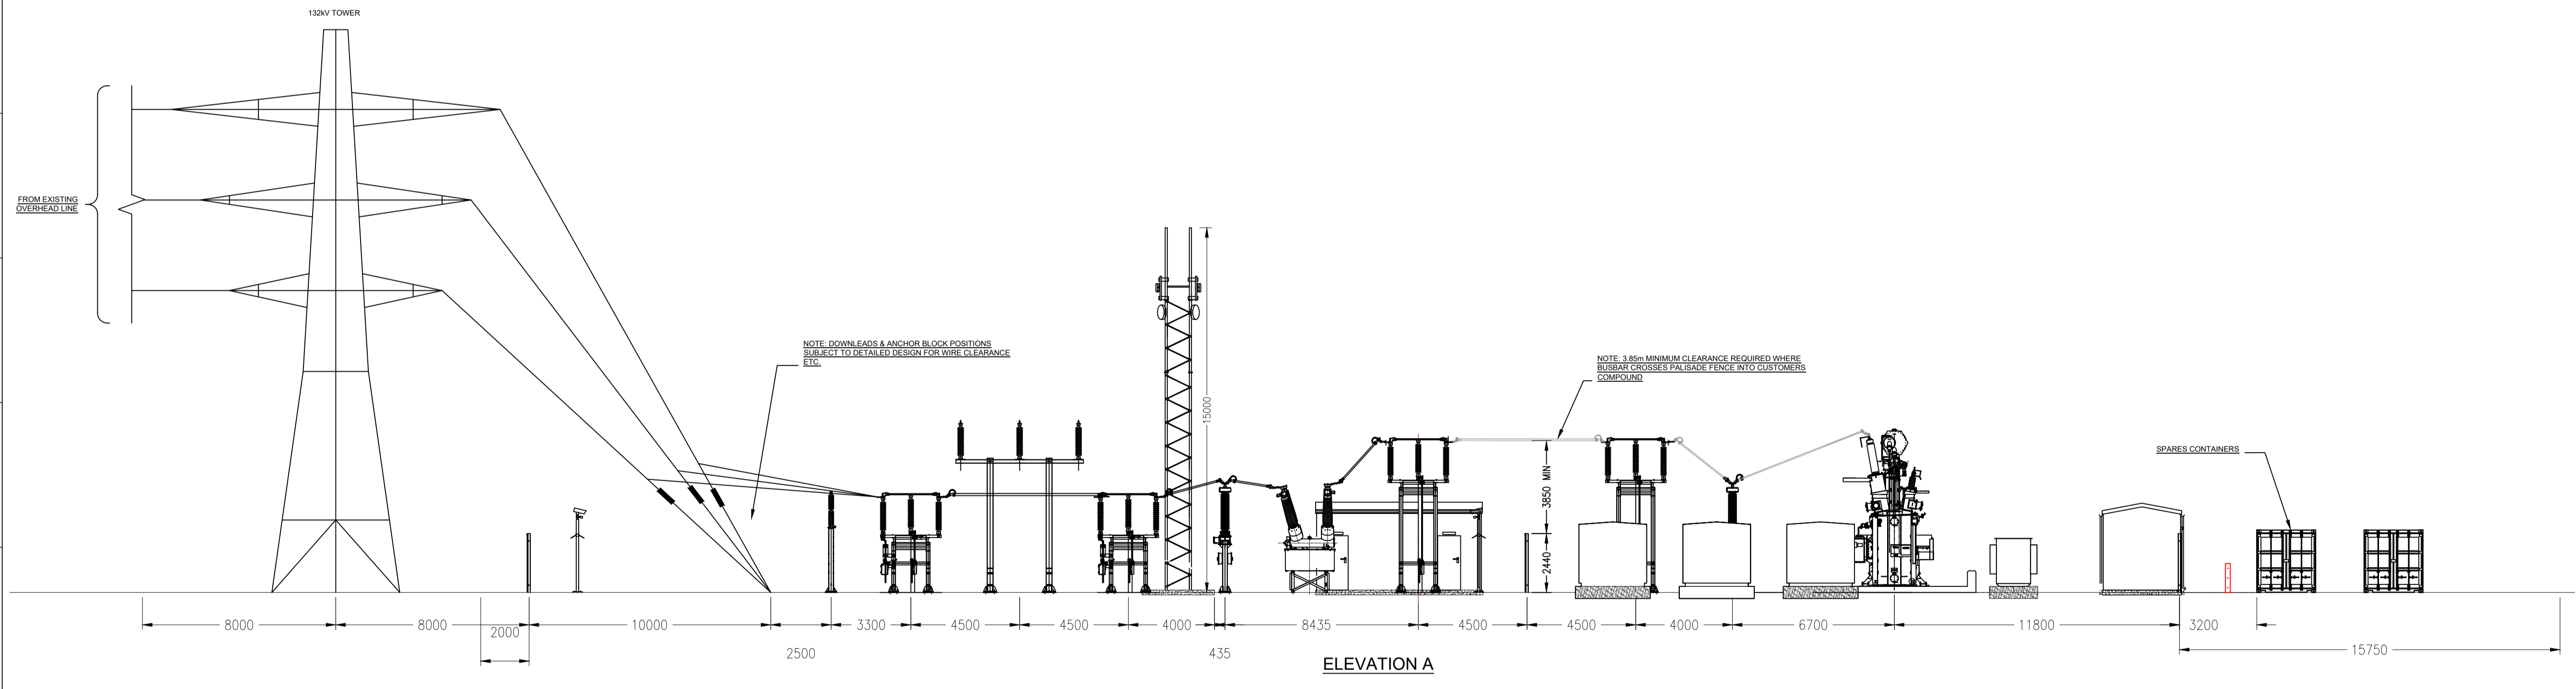 132kV TOWER
FROM EXISTING
OVERHEAD LINE
NOTE: DOWNLEADS & ANCHOR BLOCK POSITIONS
SUBJECT TO DETAILED DESIGN FOR WIRE CLEARANCE
ETC.
15000
NOTE: 3.85m MINIMUM CLEARANCE REQUIRED WHERE
BUSBAR CROSSES PALISADE FENCE INTO CUSTOMERS
COMPOUND
3850 MIN
2440
SPARES CONTAINERS
8000
8000
2000
10000
2500
3300
4500
4500
4000
435
8435
4500
4500
4000
6700
11800
3200
15750
ELEVATION A